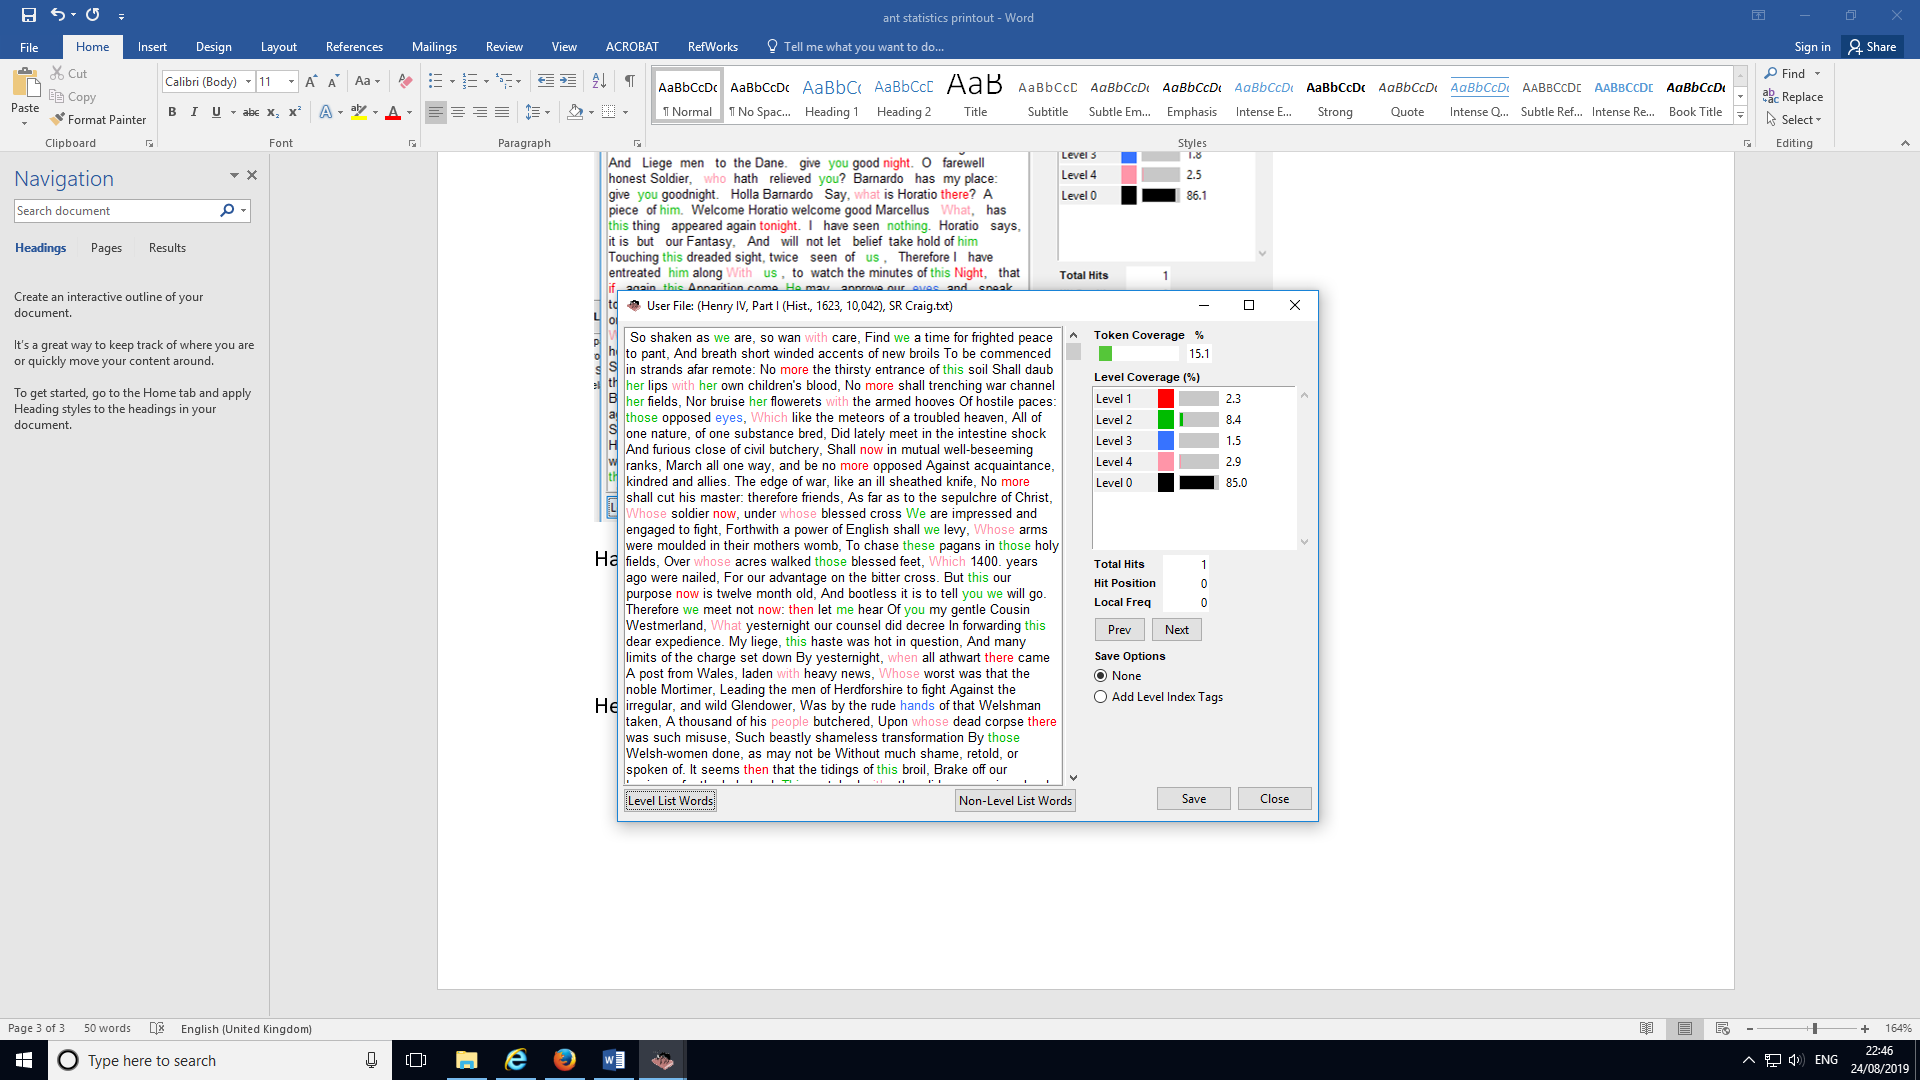 ant statistics printout - Word
File Home Insert Design Layout References Mailings Review View ACROBAT RefWorks Tell me what you want to do... Sign in Share
Paste Cut Copy Format Painter
Calibri (Body) 11
Aa
B I U abc X₂ X²
AaBbCcDc ¶ Normal
AaBbCcDc ¶ No Spac...
AaBbCc Heading 1
AaBbCcD Heading 2
AaB Title
AaBbCcD Subtitle
AaBbCcDc Subtle Em...
AaBbCcDc Emphasis
AaBbCcDc Intense E...
AaBbCcDc Strong
AaBbCcDc Quote
AaBbCcDc Intense Q...
AABBCCDE Subtle Ref...
AABBCCDE Intense Re...
AaBbCcDc Book Title
Find
Replace
Select
Clipboard Font Paragraph Styles Editing
Navigation
Search document
Headings Pages Results
Create an interactive outline of your
document.
It's a great way to keep track of where you are
or quickly move your content around.
To get started, go to the Home tab and apply
Heading styles to the headings in your
document.
And Liege men to the Dane. give you good night. O farewell
honest Soldier, who hath relieved you? Barnardo has my place:
give you goodnight. Holla Barnardo Say, what is Horatio there? A
piece of him. Welcome Horatio welcome good Marcellus What, has
this thing appeared again tonight. I have seen nothing. Horatio says,
it is but our Fantasy, And will not let belief take hold of him
Touching this dreaded sight, twice seen of us , Therefore I have
entreated him along With us , to watch the minutes of this Night, that
if again this Apparition come, He may approve our eyes and speak
Level 3 1.8
Level 4 2.5
Level 0 86.1
Total Hits 1
Ha
He
User File: (Henry IV, Part I (Hist., 1623, 10,042), SR Craig.txt)
So shaken as we are, so wan with care, Find we a time for frighted peace
to pant, And breath short winded accents of new broils To be commenced
in strands afar remote: No more the thirsty entrance of this soil Shall daub
her lips with her own children's blood, No more shall trenching war channel
her fields, Nor bruise her flowerets with the armed hooves Of hostile paces:
those opposed eyes, Which like the meteors of a troubled heaven, All of
one nature, of one substance bred, Did lately meet in the intestine shock
And furious close of civil butchery, Shall now in mutual well-beseeming
ranks, March all one way, and be no more opposed Against acquaintance,
kindred and allies. The edge of war, like an ill sheathed knife, No more
shall cut his master: therefore friends, As far as to the sepulchre of Christ,
Whose soldier now, under whose blessed cross We are impressed and
engaged to fight, Forthwith a power of English shall we levy, Whose arms
were moulded in their mothers womb, To chase these pagans in those holy
fields, Over whose acres walked those blessed feet, Which 1400. years
ago were nailed, For our advantage on the bitter cross. But this our
purpose now is twelve month old, And bootless it is to tell you we will go.
Therefore we meet not now: then let me hear Of you my gentle Cousin
Westmerland, What yesternight our counsel did decree In forwarding this
dear expedience. My liege, this haste was hot in question, And many
limits of the charge set down By yesternight, when all athwart there came
A post from Wales, laden with heavy news, Whose worst was that the
noble Mortimer, Leading the men of Herdforshire to fight Against the
irregular, and wild Glendower, Was by the rude hands of that Welshman
taken, A thousand of his people butchered, Upon whose dead corpse there
was such misuse, Such beastly shameless transformation By those
Welsh-women done, as may not be Without much shame, retold, or
spoken of. It seems then that the tidings of this broil, Brake off our
Level List Words Non-Level List Words
Token Coverage %
15.1
Level Coverage (%)
Level 1 2.3
Level 2 8.4
Level 3 1.5
Level 4 2.9
Level 0 85.0
Total Hits 1
Hit Position 0
Local Freq 0
Prev Next
Save Options
None
Add Level Index Tags
Save Close
Page 3 of 3 50 words English (United Kingdom) 164%
Type here to search
ENG
22:46
24/08/2019